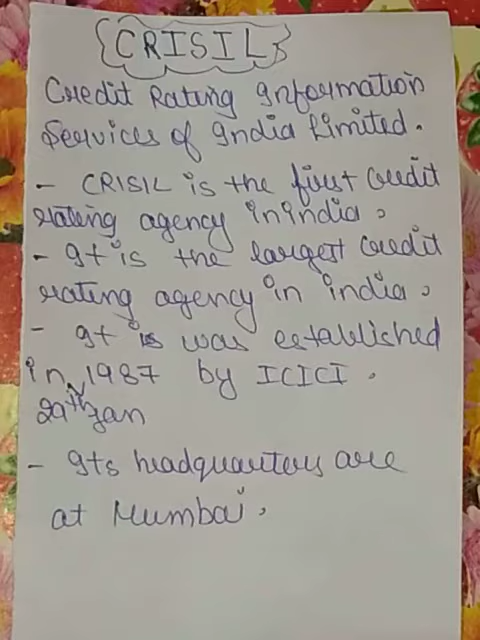 CRISIL
Credit Rating Information
Services of India Limited.
- CRISIL is the first credit
rating agency in india.
- It is the largest credit
rating agency in india.
- It is was established
in 1987 by ICICI.
29th Jan
- Its headquarters are
at Mumbai.